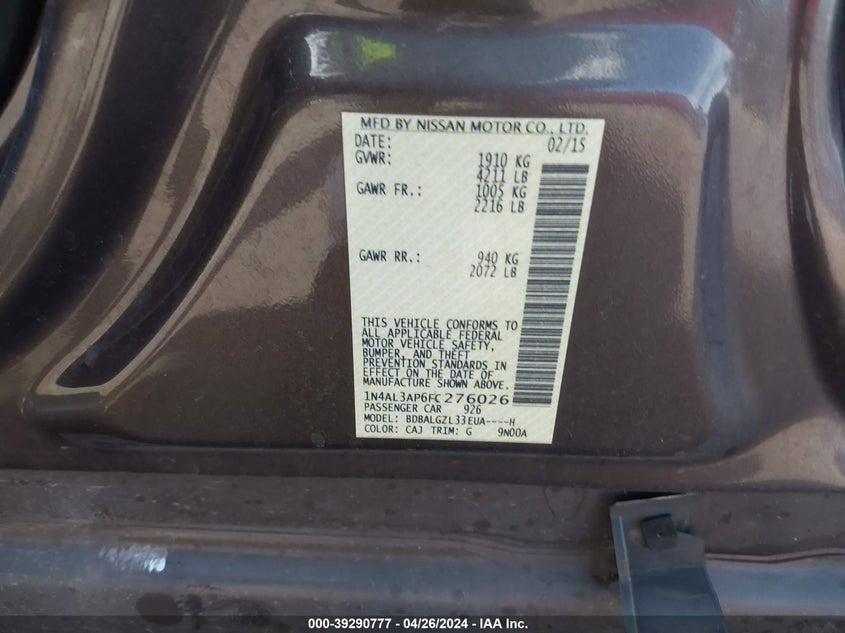 MFD BY NISSAN MOTOR CO., LTD.
DATE: 02/15
GVWR: 1910 KG
4211 LB
GAWR FR.: 1005 KG
2216 LB
GAWR RR.: 940 KG
2072 LB
THIS VEHICLE CONFORMS TO
ALL APPLICABLE FEDERAL
MOTOR VEHICLE SAFETY,
BUMPER, AND THEFT
PREVENTION STANDARDS IN
EFFECT ON THE DATE OF
MANUFACTURE SHOWN ABOVE.
1N4AL3AP6FC276026
PASSENGER CAR 926
MODEL: BDBALGZL33EUA----H
COLOR: CAJ TRIM: G 9N00A
000-39290777 - 04/26/2024 - IAA Inc.